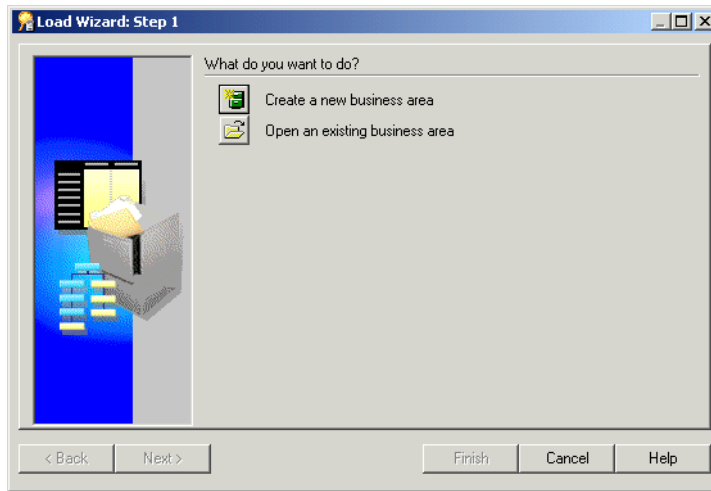 Load Wizard: Step 1
What do you want to do?
Create a new business area
Open an existing business area
< Back
Next >
Finish
Cancel
Help